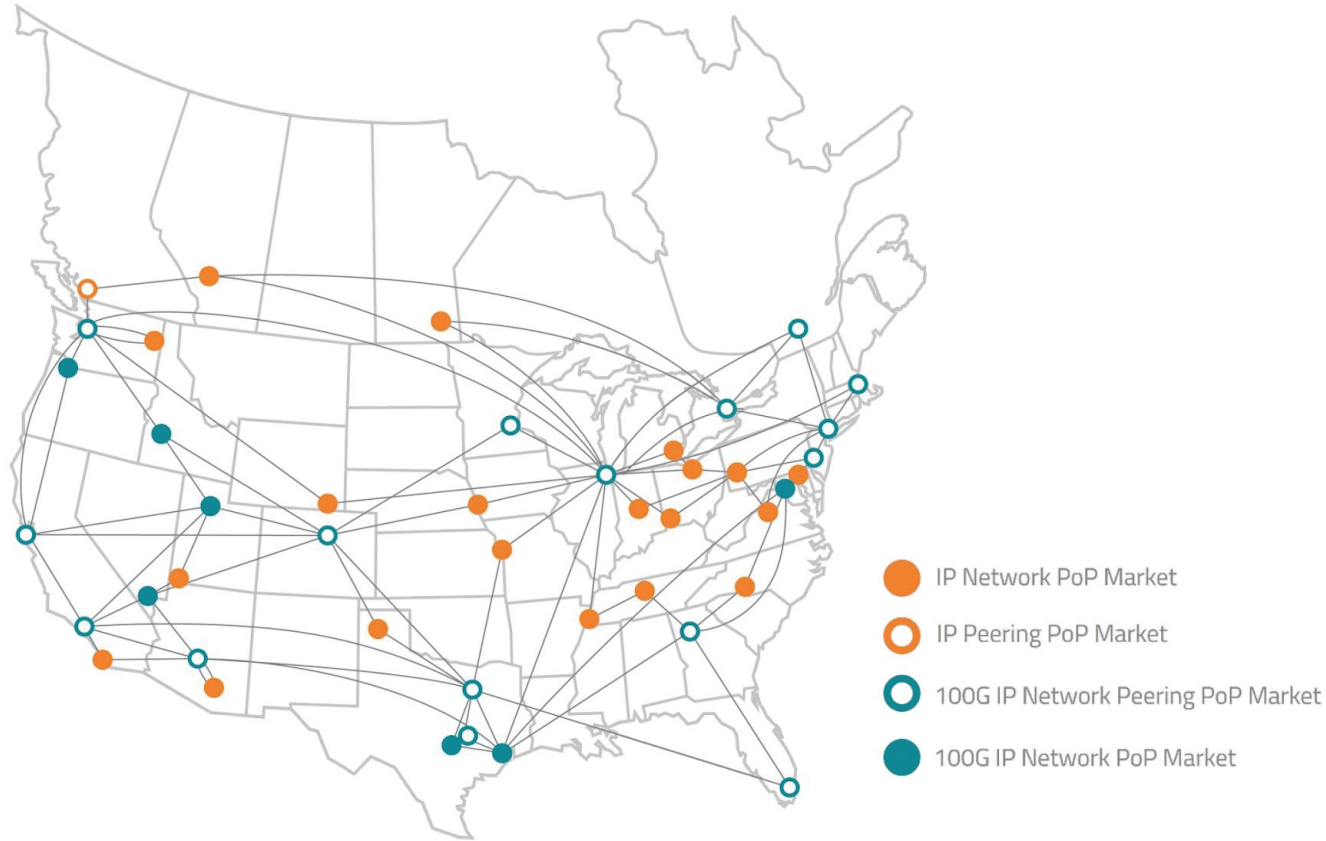 IP Network PoP Market
IP Peering PoP Market
100G IP Network Peering PoP Market
100G IP Network PoP Market